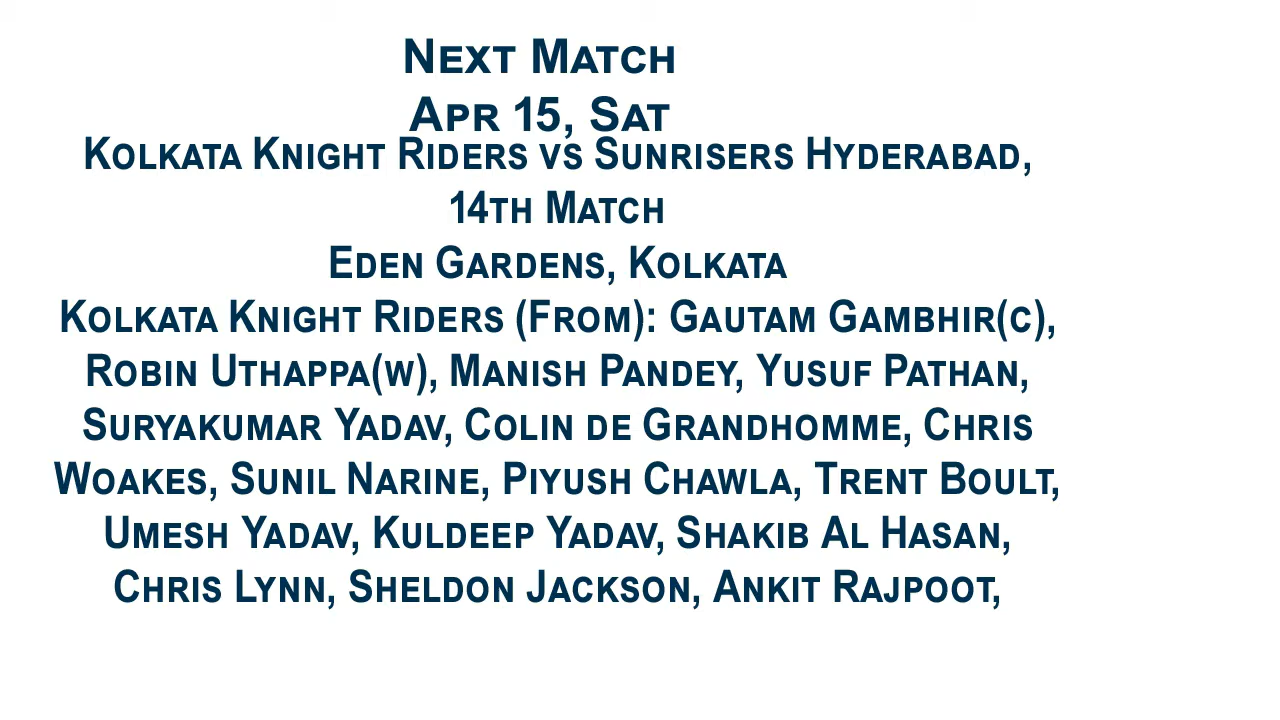 Next Match
Apr 15, Sat
Kolkata Knight Riders vs Sunrisers Hyderabad,
14th Match
Eden Gardens, Kolkata
Kolkata Knight Riders (From): Gautam Gambhir(c),
Robin Uthappa(w), Manish Pandey, Yusuf Pathan,
Suryakumar Yadav, Colin de Grandhomme, Chris
Woakes, Sunil Narine, Piyush Chawla, Trent Boult,
Umesh Yadav, Kuldeep Yadav, Shakib Al Hasan,
Chris Lynn, Sheldon Jackson, Ankit Rajpoot,